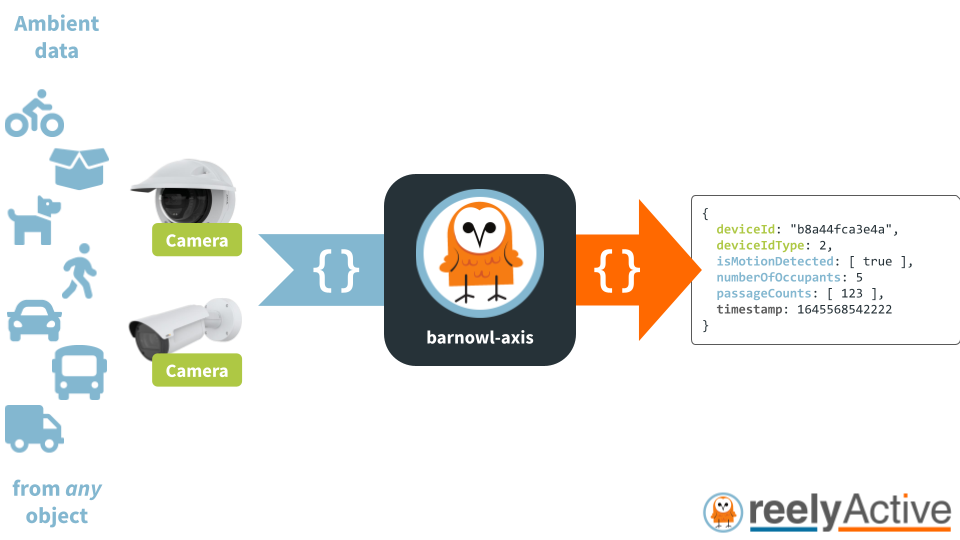 Ambient
data
Camera
Camera
from any
object
{}
barnowl-axis
{}
{
deviceId: "b8a44fca3e4a",
deviceIdType: 2,
isMotionDetected: [ true ],
numberOfOccupants: 5
passageCounts: [ 123 ],
timestamp: 1645568542222
}
reelyActive